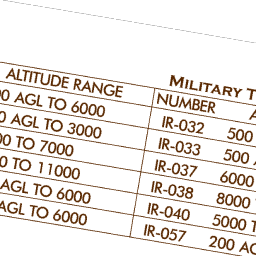 MILITARY T
ALTITUDE RANGE NUMBER
00 AGL TO 6000 IR-032 500
AGL TO 3000 IR-033 500
00 TO 7000 IR-037 6000
0 TO 11000 IR-038 8000
AGL TO 6000 IR-040 5000
AGL TO 6000 IR-057 200 AG